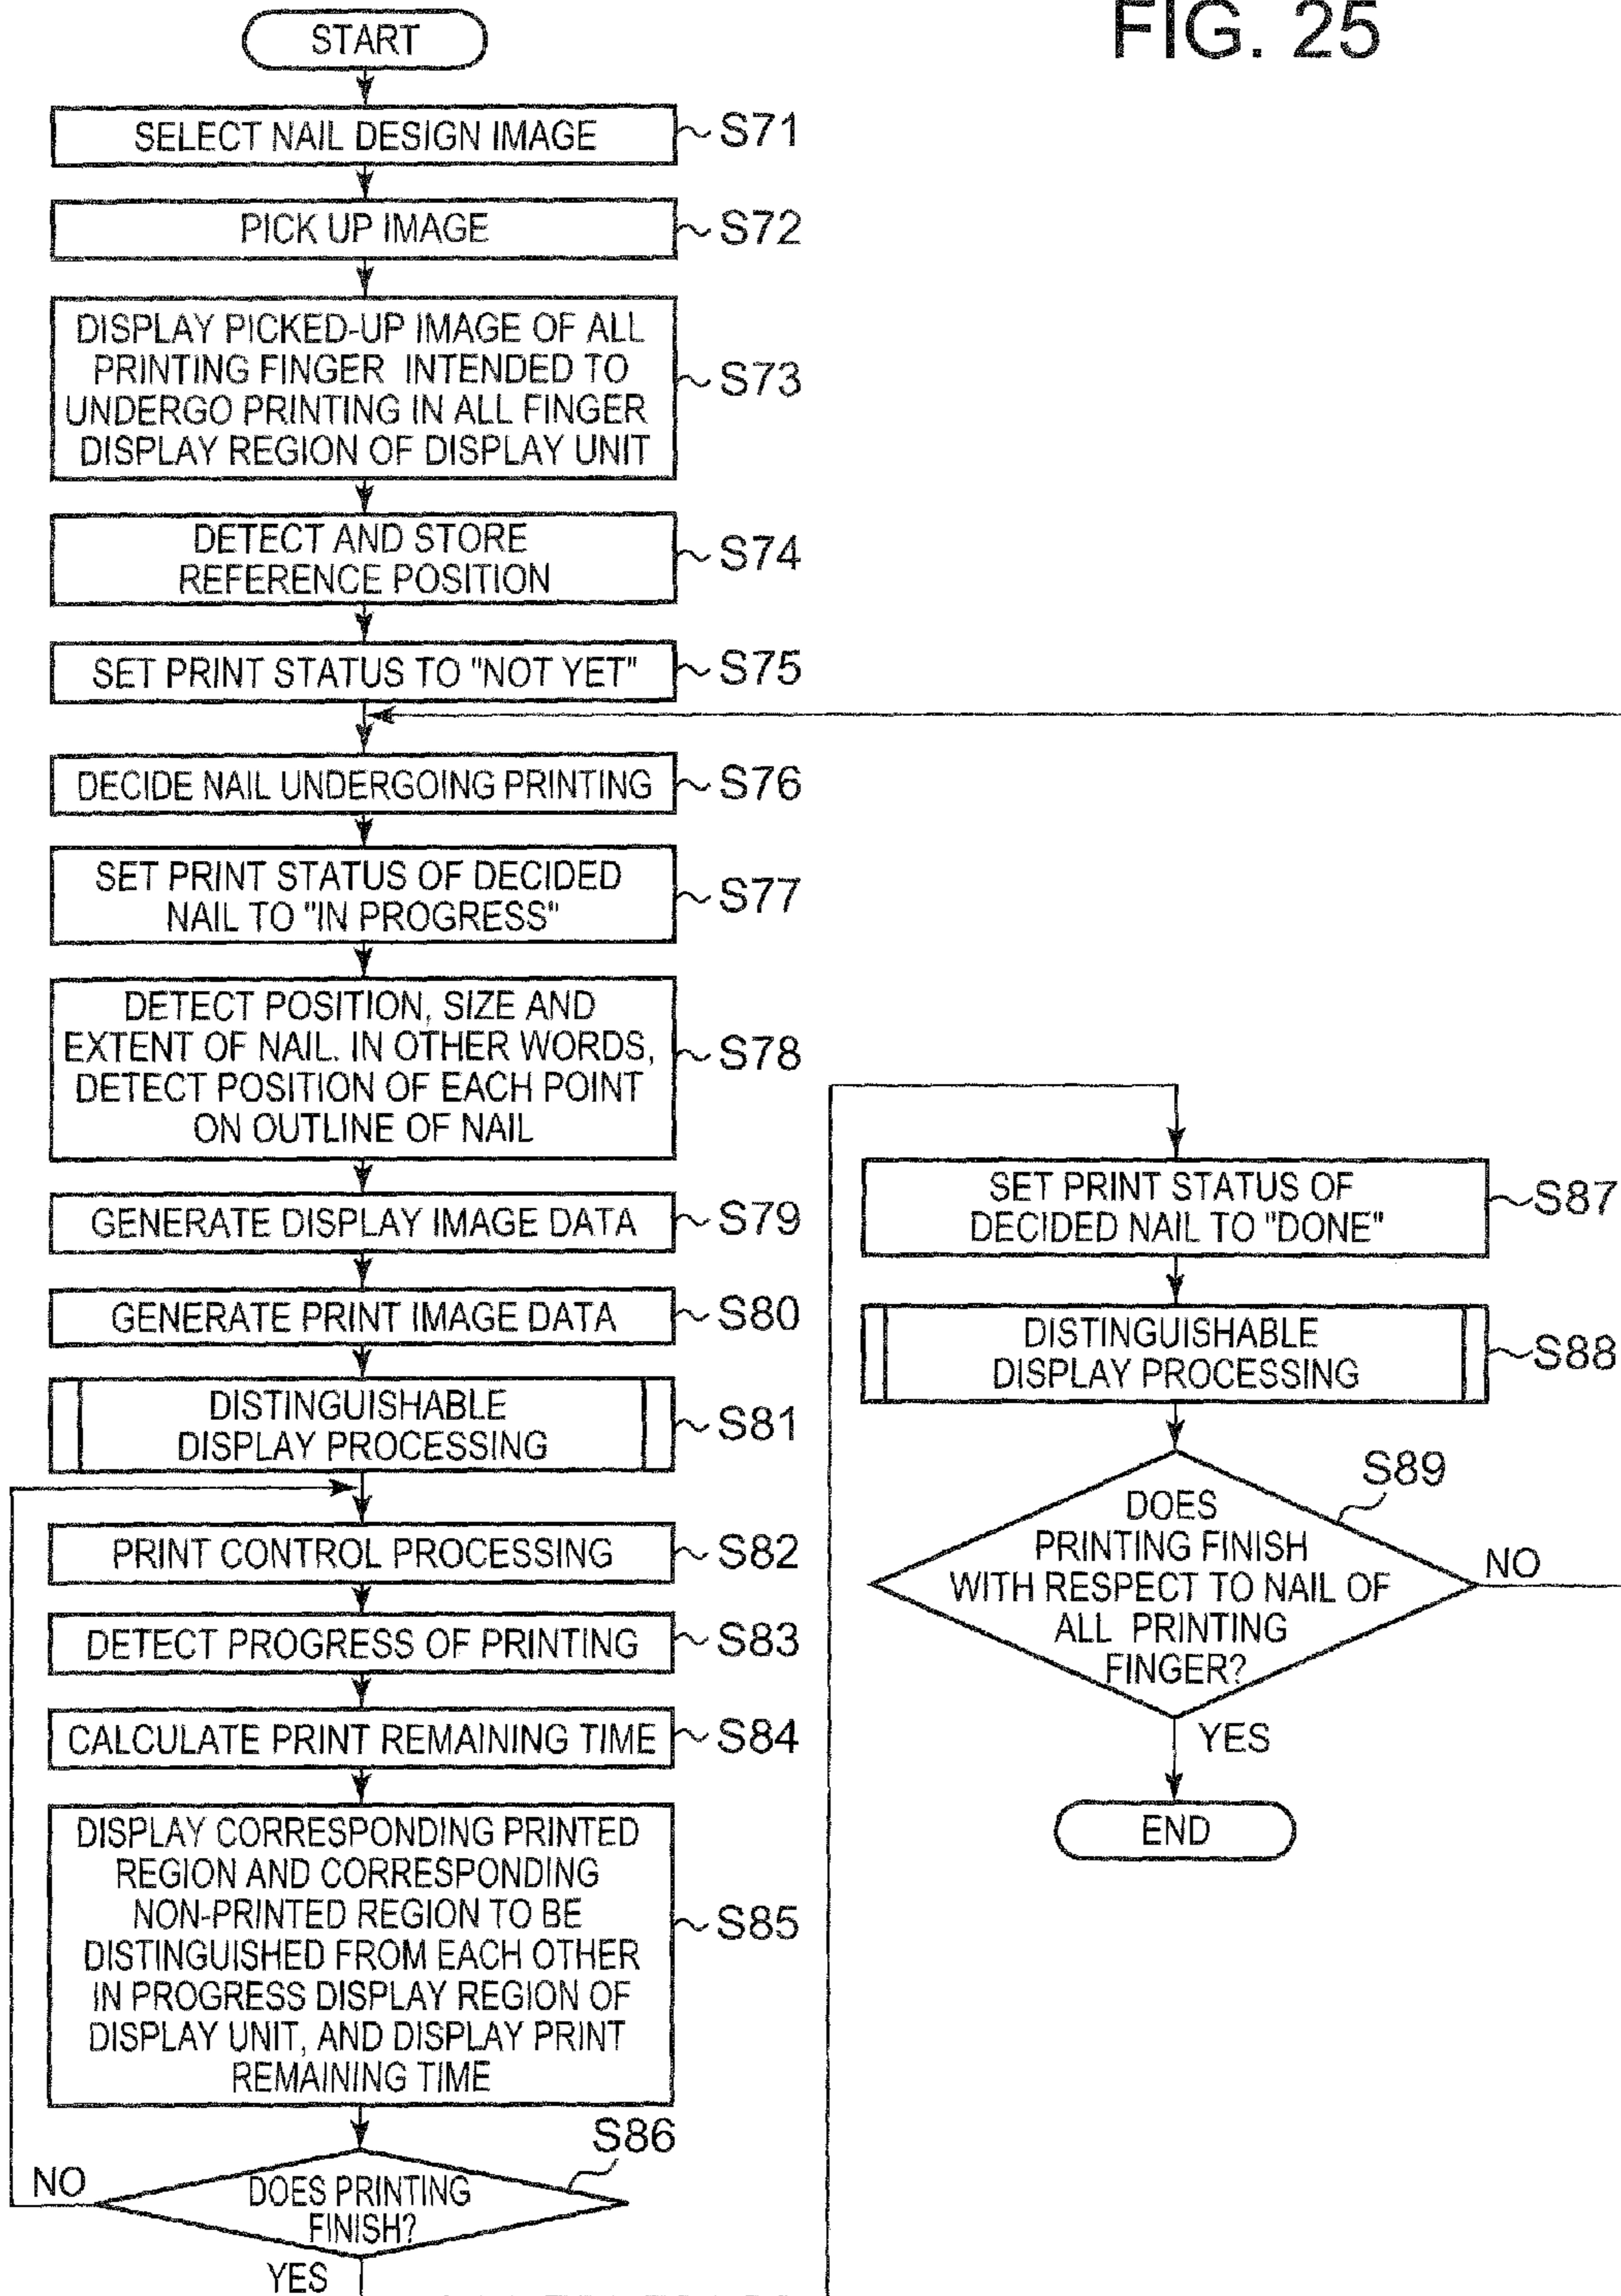 FIG. 25
START
SELECT NAIL DESIGN IMAGE
S71
PICK UP IMAGE
S72
DISPLAY PICKED-UP IMAGE OF ALL
PRINTING FINGER INTENDED TO
UNDERGO PRINTING IN ALL FINGER
DISPLAY REGION OF DISPLAY UNIT
S73
DETECT AND STORE
REFERENCE POSITION
S74
SET PRINT STATUS TO "NOT YET"
S75
DECIDE NAIL UNDERGOING PRINTING
S76
SET PRINT STATUS OF DECIDED
NAIL TO "IN PROGRESS"
S77
DETECT POSITION, SIZE AND
EXTENT OF NAIL. IN OTHER WORDS,
DETECT POSITION OF EACH POINT
ON OUTLINE OF NAIL
S78
GENERATE DISPLAY IMAGE DATA
S79
GENERATE PRINT IMAGE DATA
S80
DISTINGUISHABLE
DISPLAY PROCESSING
S81
PRINT CONTROL PROCESSING
S82
DETECT PROGRESS OF PRINTING
S83
CALCULATE PRINT REMAINING TIME
S84
DISPLAY CORRESPONDING PRINTED
REGION AND CORRESPONDING
NON-PRINTED REGION TO BE
DISTINGUISHED FROM EACH OTHER
IN PROGRESS DISPLAY REGION OF
DISPLAY UNIT, AND DISPLAY PRINT
REMAINING TIME
S85
S86
DOES PRINTING
FINISH?
NO
YES
SET PRINT STATUS OF
DECIDED NAIL TO "DONE"
S87
DISTINGUISHABLE
DISPLAY PROCESSING
S88
S89
DOES
PRINTING FINISH
WITH RESPECT TO NAIL OF
ALL PRINTING
FINGER?
NO
YES
END